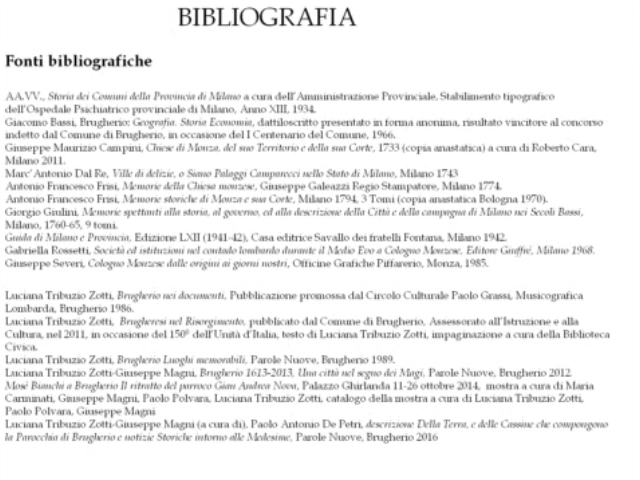 BIBLIOGRAFIA
Fonti bibliografiche
AA.VV., Storia dei Comuni della Provincia di Milano a cura dell'Amministrazione Provinciale, Stabilimento tipografico
dell'Ospedale Psichiatrico provinciale di Milano, Anno XIII, 1934.
Giacomo Bassi, Brugherio: Geografia. Storia Economia, dattiloscritto presentato in forma anonima, risultato vincitore al concorso
indetto dal Comune di Brugherio, in occasione del I Centenario del Comune, 1966.
Giuseppe Maurizio Campini, Chiese di Monza, del suo Territorio e della sua Corte, 1733 (copia anastatica) a cura di Roberto Cara,
Milano 2011.
Marc'Antonio Dal Re, Ville di delizie, o Siano Palaggi Camparecci nello Stato di Milano, Milano 1743
Antonio Francesco Frisi, Memorie della Chiesa monzese, Giuseppe Galeazzi Regio Stampatore, Milano 1774.
Antonio Francesco Frisi, Memorie storiche di Monza e sua Corte, Milano 1794, 3 Tomi (copia anastatica Bologna 1970).
Giorgio Giulini, Memorie spettanti alla storia, al governo, ed alla descrizione della Città e della campagna di Milano nei Secoli Bassi,
Milano, 1760-65, 9 tomi.
Guida di Milano e Provincia, Edizione LXII (1941-42), Casa editrice Savallo dei fratelli Fontana, Milano 1942.
Gabriella Rossetti, Società ed istituzioni nel contado lombardo durante il Medio Evo a Cologno Monzese, Editore Giuffrè, Milano 1968.
Giuseppe Severi, Cologno Monzese dalle origini ai giorni nostri, Officine Grafiche Piffarerio, Monza, 1985.
Luciana Tribuzio Zotti, Brugherio nei documenti, Pubblicazione promossa dal Circolo Culturale Paolo Grassi, Musicografica
Lombarda, Brugherio 1986.
Luciana Tribuzio Zotti, Brugheresi nel Risorgimento, pubblicato dal Comune di Brugherio, Assessorato all'Istruzione e alla
Cultura, nel 2011, in occasione del 150° dell'Unità d'Italia, testo di Luciana Tribuzio Zotti, impaginazione a cura della Biblioteca
Civica.
Luciana Tribuzio Zotti, Brugherio Luoghi memorabili, Parole Nuove, Brugherio 1989.
Luciana Tribuzio Zotti-Giuseppe Magni, Brugherio 1613-2013, Una città nel segno dei Magi, Parole Nuove, Brugherio 2012
Mosé Bianchi a Brugherio Il ritratto del parroco Gian Andrea Nova, Palazzo Ghirlanda 11-26 ottobre 2014, mostra a cura di Maria
Carminati, Giuseppe Magni, Paolo Polvara, Luciana Tribuzio Zotti, catalogo della mostra a cura di Luciana Tribuzio Zotti,
Paolo Polvara, Giuseppe Magni
Luciana Tribuzio Zotti-Giuseppe Magni (a cura di), Paolo Antonio De Petri, descrizione Della Terra, e delle Cassine che compongono
la Parocchia di Brugherio e notizie Storiche intorno alle Medesime, Parole Nuove, Brugherio 2016